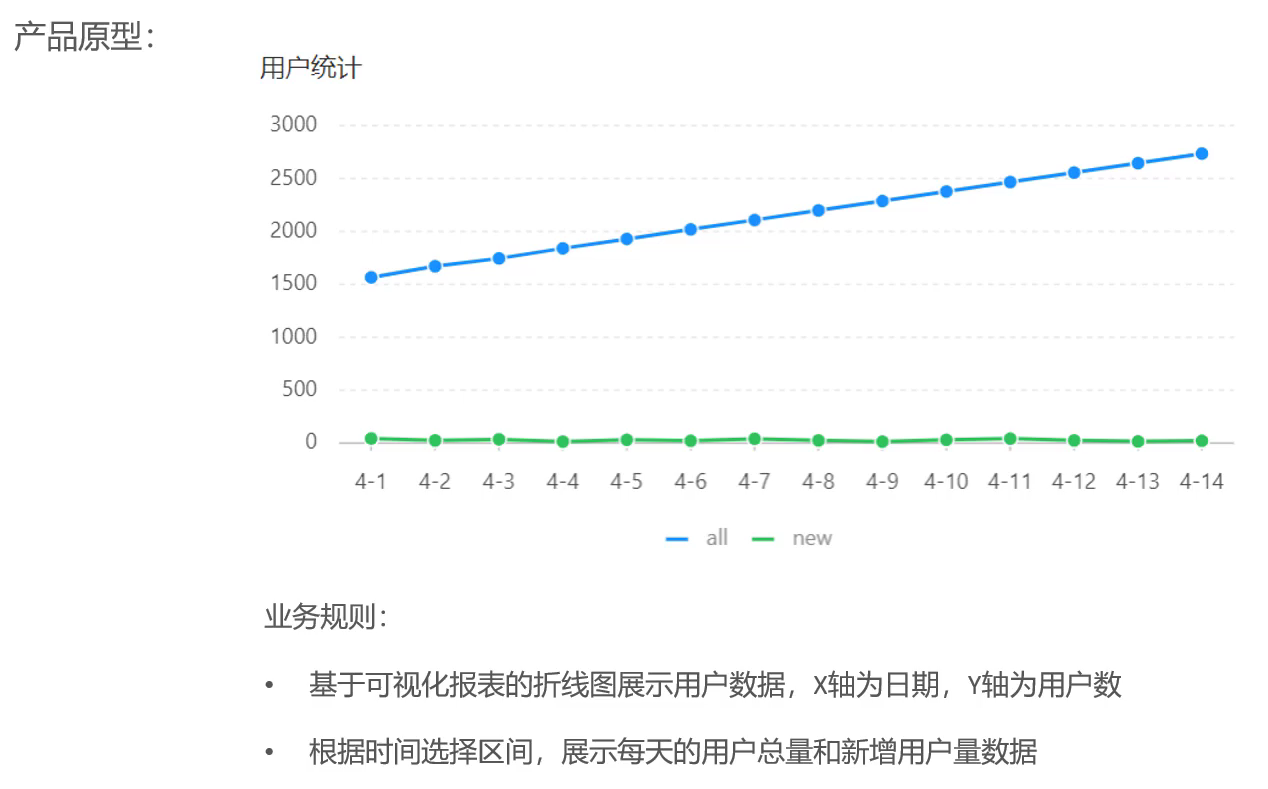 产品原型：
用户统计
3000
2500
2000
1500
1000
500
0
4-1 4-2 4-3 4-4 4-5 4-6 4-7 4-8 4-9 4-10 4-11 4-12 4-13 4-14
all new
业务规则：
• 基于可视化报表的折线图展示用户数据，X轴为日期，Y轴为用户数
• 根据时间选择区间，展示每天的用户总量和新增用户量数据